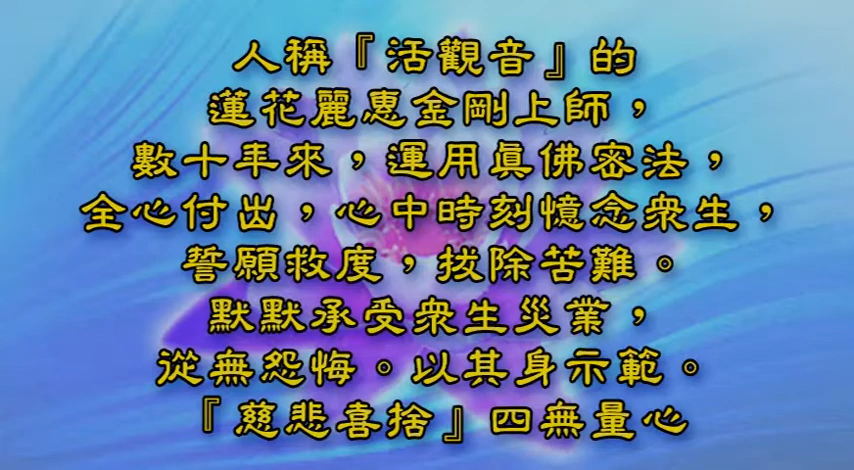 人稱『活觀音』的
蓮花麗惠金剛上師，
數十年來，運用真佛密法，
全心付出，心中時刻憶念眾生，
誓願救度，拔除苦難。
默默承受眾生災業，
從無怨悔。以其身示範。
『慈悲喜捨』四無量心